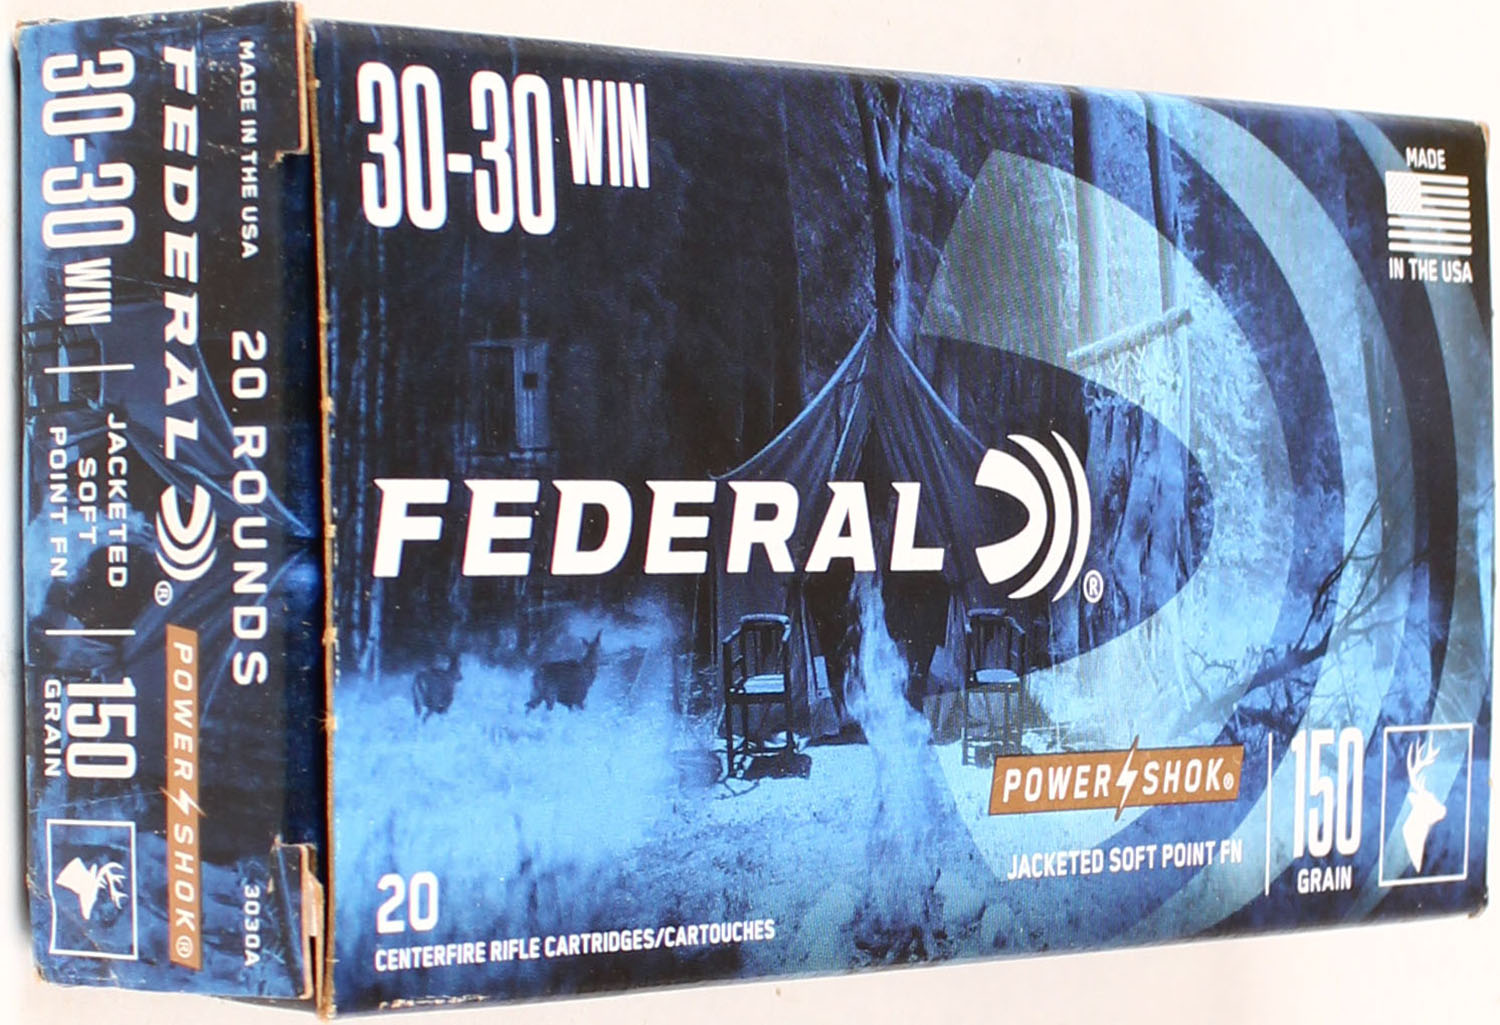 30-30 WIN
MADE
IN THE USA
FEDERAL®
POWER SHOK®
JACKETED SOFT POINT FN
150
GRAIN
20
CENTERFIRE RIFLE CARTRIDGES/CARTOUCHES
MADE IN THE USA
20 ROUNDS
3030A
FEDERAL®
POWER SHOK®
30-30 WIN
JACKETED
SOFT
POINT FN
150
GRAIN